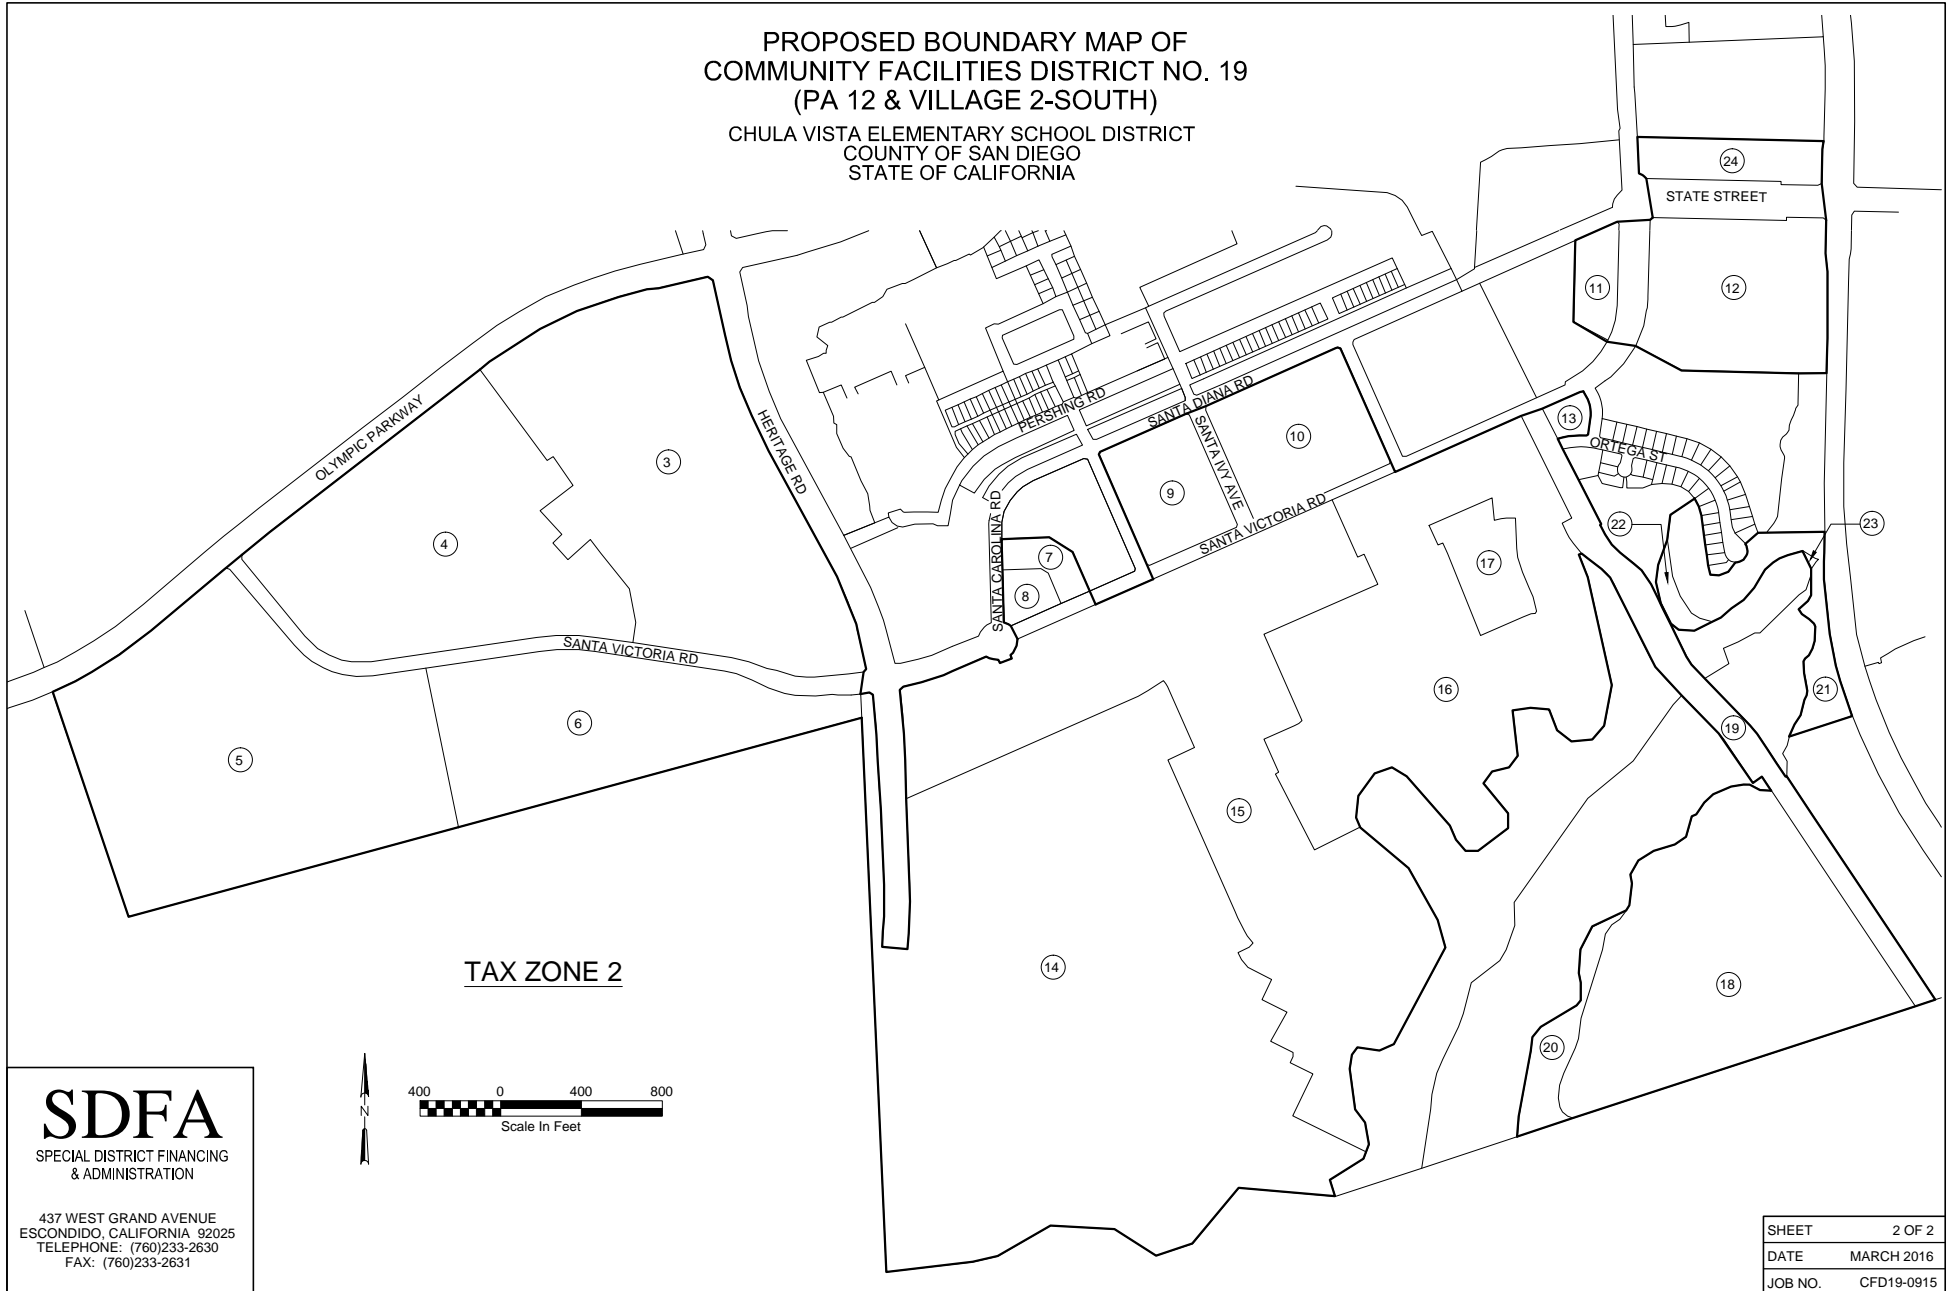 PROPOSED BOUNDARY MAP OF
COMMUNITY FACILITIES DISTRICT NO. 19
(PA 12 & VILLAGE 2-SOUTH)
CHULA VISTA ELEMENTARY SCHOOL DISTRICT
COUNTY OF SAN DIEGO
STATE OF CALIFORNIA
24
STATE STREET
11
12
OLYMPIC PARKWAY
HERITAGE RD
PERSHING RD
SANTA DIANA RD
SANTA IVY AVE
10
13
ORTEGA ST
3
9
4
SANTA CAROLINA RD
SANTA VICTORIA RD
22
23
7
8
17
SANTA VICTORIA RD
16
21
6
5
19
15
14
18
20
TAX ZONE 2
N
400 0 400 800
Scale In Feet
SDFA
SPECIAL DISTRICT FINANCING
& ADMINISTRATION
437 WEST GRAND AVENUE
ESCONDIDO, CALIFORNIA 92025
TELEPHONE: (760)233-2630
FAX: (760)233-2631
SHEET 2 OF 2
DATE MARCH 2016
JOB NO. CFD19-0915